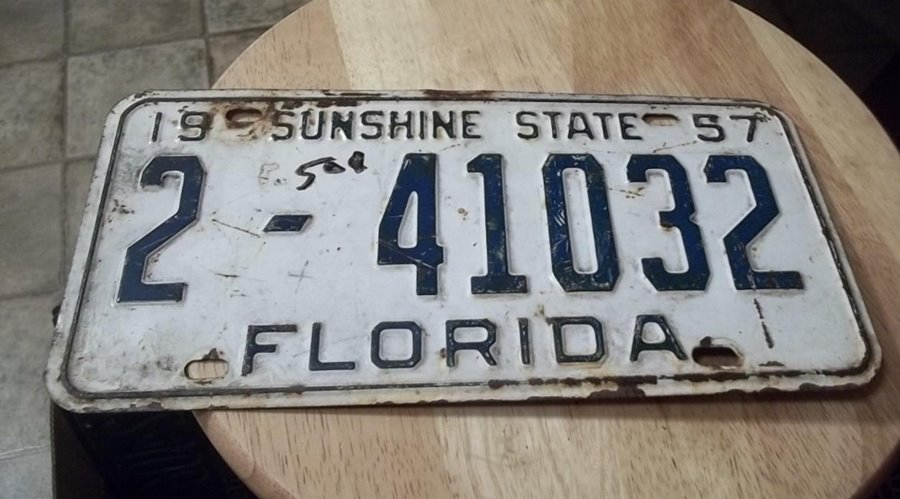 19 SUNSHINE STATE 57
2-41032
FLORIDA